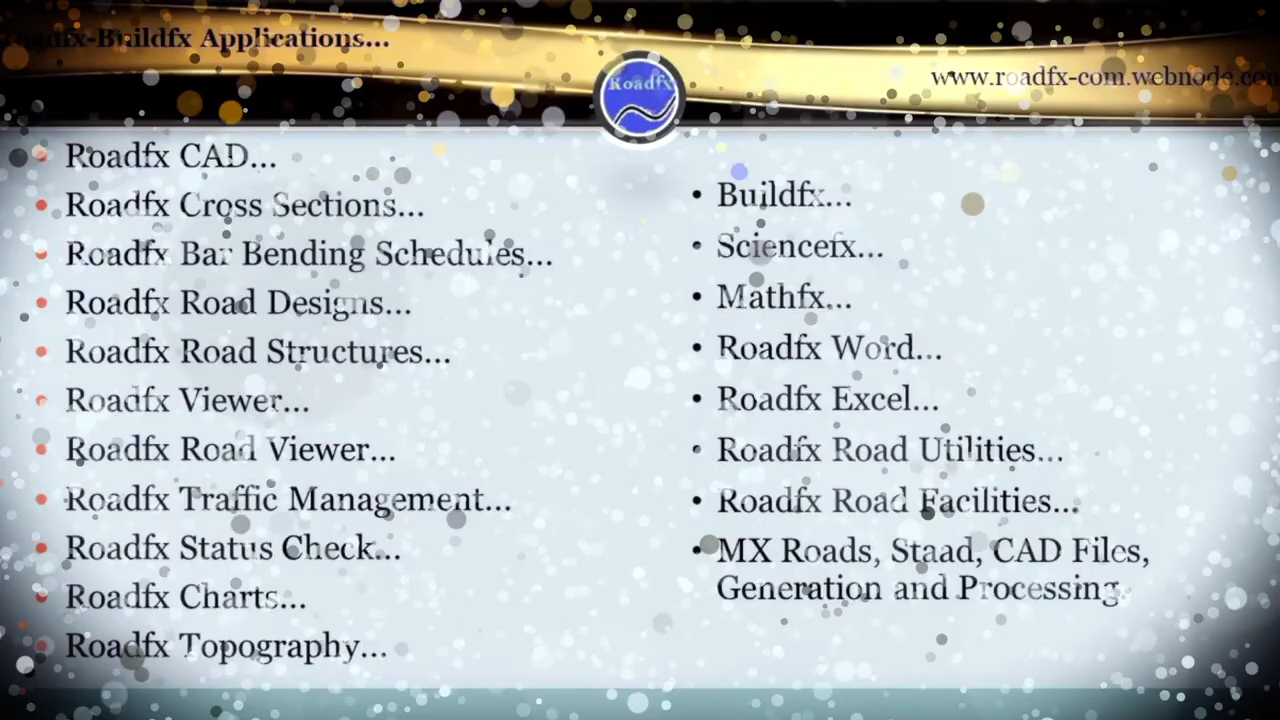 Roadfx-Buildfx Applications...
www.roadfx-com.webnode.com
Roadfx
• Roadfx CAD...
• Roadfx Cross Sections...
• Roadfx Bar Bending Schedules...
• Roadfx Road Designs...
• Roadfx Road Structures...
• Roadfx Viewer...
• Roadfx Road Viewer...
• Roadfx Traffic Management...
• Roadfx Status Check...
• Roadfx Charts...
• Roadfx Topography...
• Buildfx...
• Sciencefx...
• Mathfx...
• Roadfx Word...
• Roadfx Excel...
• Roadfx Road Utilities...
• Roadfx Road Facilities...
• MX Roads, Staad, CAD Files,
Generation and Processing.